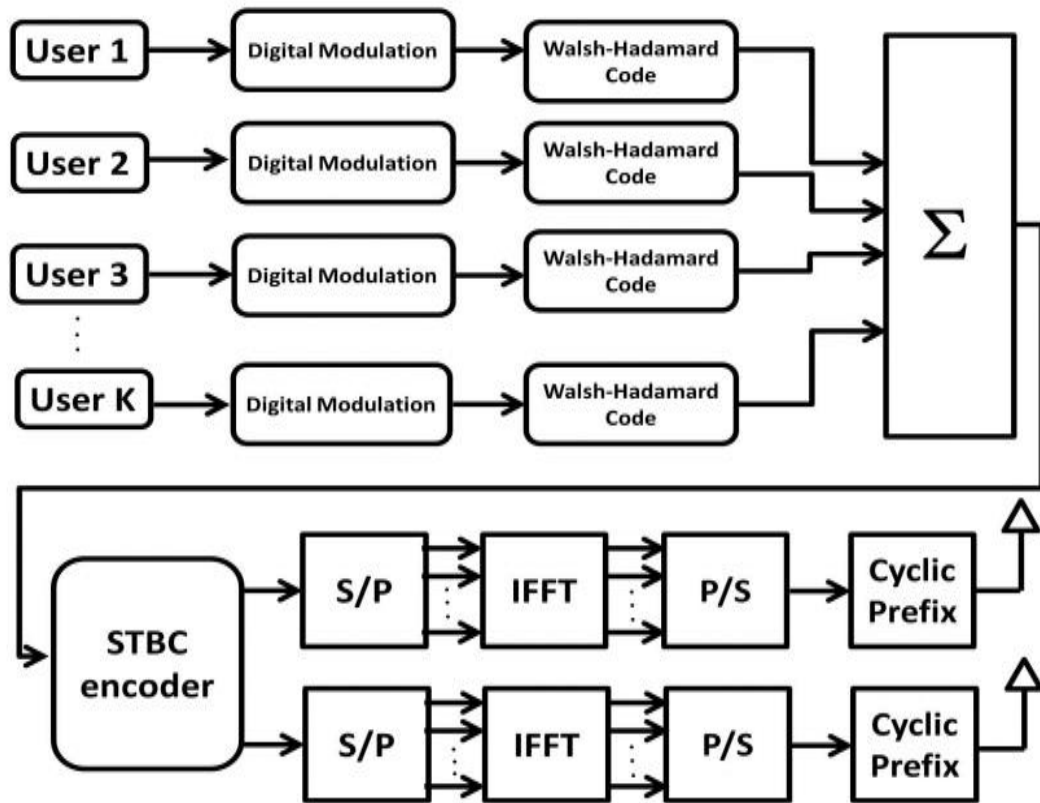 User 1
Digital Modulation
Walsh-Hadamard
Code
User 2
Digital Modulation
Walsh-Hadamard
Code
User 3
Digital Modulation
Walsh-Hadamard
Code
User K
Digital Modulation
Walsh-Hadamard
Code
Σ
STBC
encoder
S/P
IFFT
P/S
Cyclic
Prefix
S/P
IFFT
P/S
Cyclic
Prefix